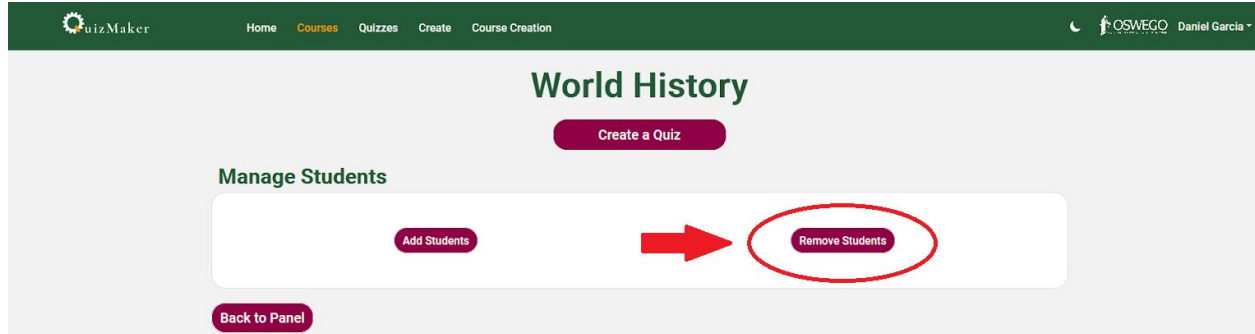 QuizMaker Home Courses Quizzes Create Course Creation OSWEGO Daniel Garcia
World History
Create a Quiz
Manage Students
Add Students Remove Students
Back to Panel